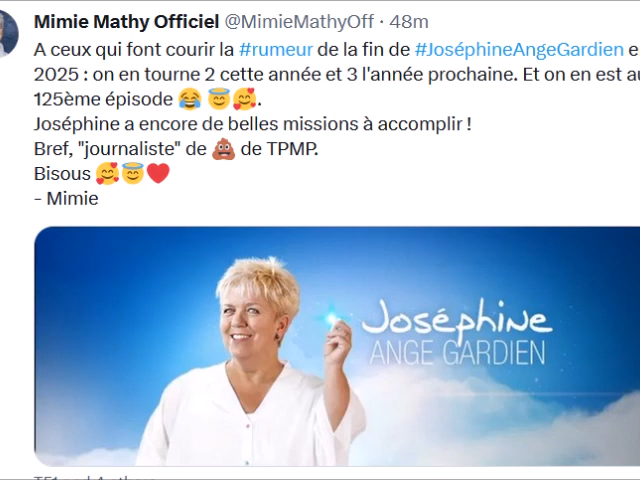 Mimie Mathy Officiel @MimieMathyOff · 48m
A ceux qui font courir la #rumeur de la fin de #JoséphineAngeGardien e
2025 : on en tourne 2 cette année et 3 l'année prochaine. Et on en est au
125ème épisode 😂 😇🥰.
Joséphine a encore de belles missions à accomplir !
Bref, "journaliste" de 💩 de TPMP.
Bisous 🥰😇❤️
- Mimie
Joséphine
ANGE GARDIEN